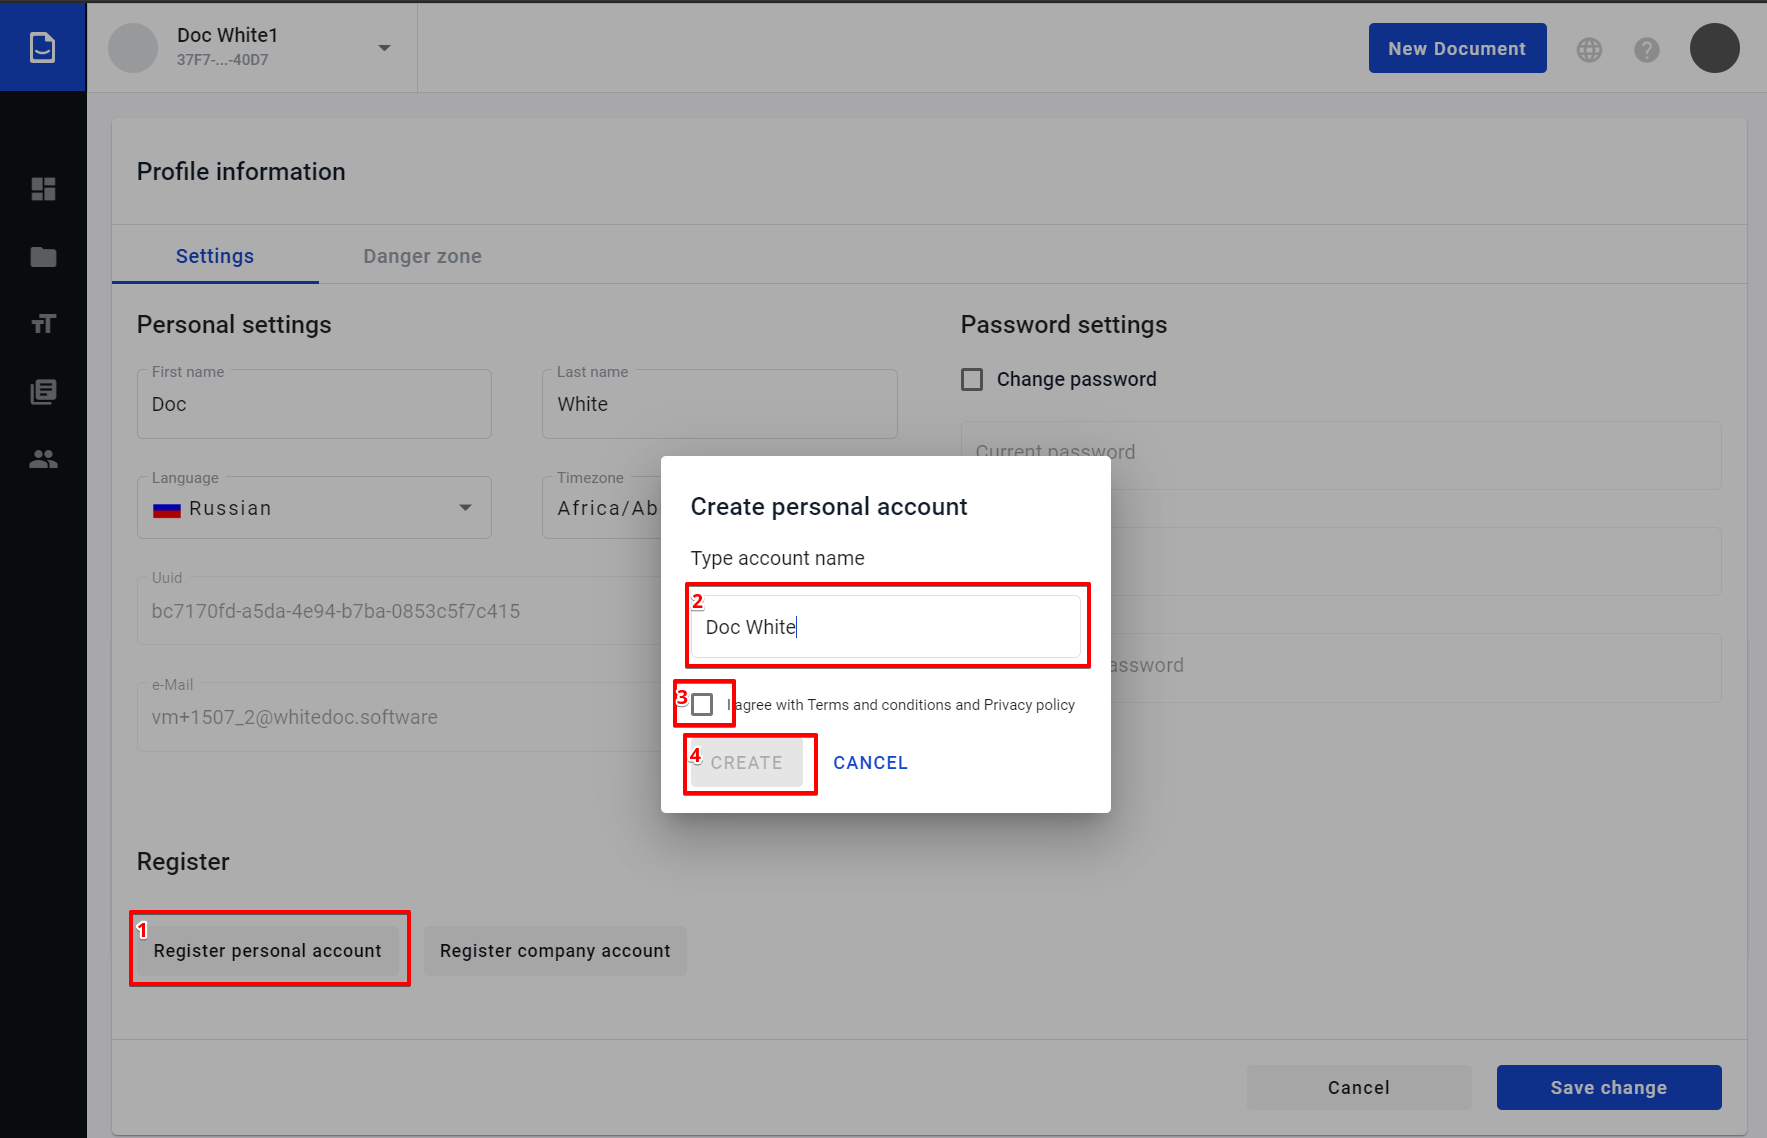 Doc White1
37F7-...-40D7
New Document
Profile information
Settings
Danger zone
Personal settings
Password settings
First name
Doc
Last name
White
Change password
Current password
Language
Russian
Timezone
Africa/Ab
Create personal account
Type account name
2
Doc White
Uuid
bc7170fd-a5da-4e94-b7ba-0853c5f7c415
assword
e-Mail
vm+1507_2@whitedoc.software
3
I agree with Terms and conditions and Privacy policy
4
CREATE
CANCEL
Register
1
Register personal account
Register company account
Cancel
Save change